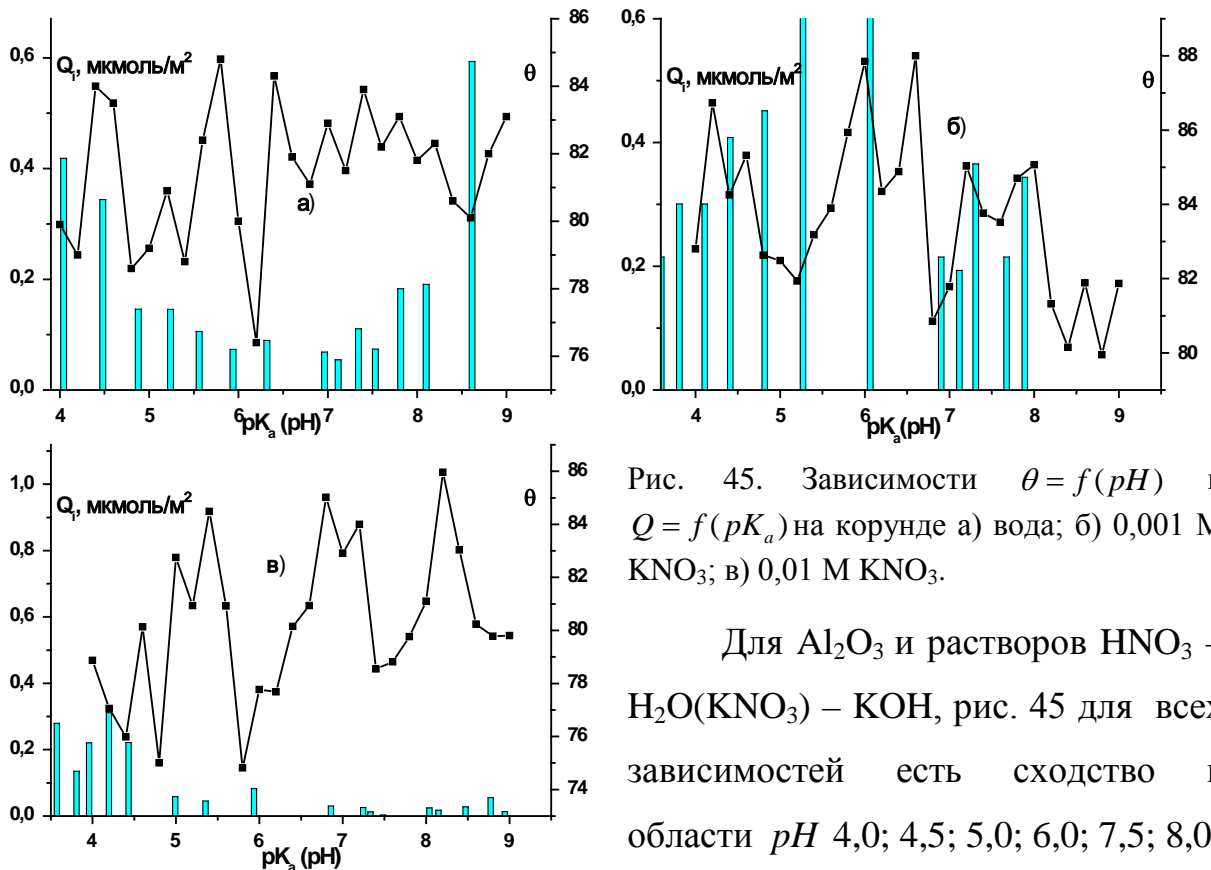 86
0,6
Qᵢ, мкмоль/м²
θ
84
82
0,4
а)
80
0,2
78
76
0,0
4 5 6 7 8 9
pKₐ (pH)
0,6
Qᵢ, мкмоль/м²
88
θ
б)
86
0,4
84
0,2
82
80
0,0
4 5 6 7 8 9
pKₐ(pH)
86
1,0
Qᵢ, мкмоль/м²
θ
84
0,8
в)
82
0,6
80
0,4
78
0,2
76
74
0,0
4 5 6 7 8 9
pKₐ (pH)
Рис. 45. Зависимости θ = f(pH)
Q = f(pKₐ) на корунде а) вода; б) 0,001 М
KNO₃; в) 0,01 М KNO₃.
Для Al₂O₃ и растворов HNO₃ –
H₂O(KNO₃) – KOH, рис. 45 для всех
зависимостей есть сходство
области pH 4,0; 4,5; 5,0; 6,0; 7,5; 8,0